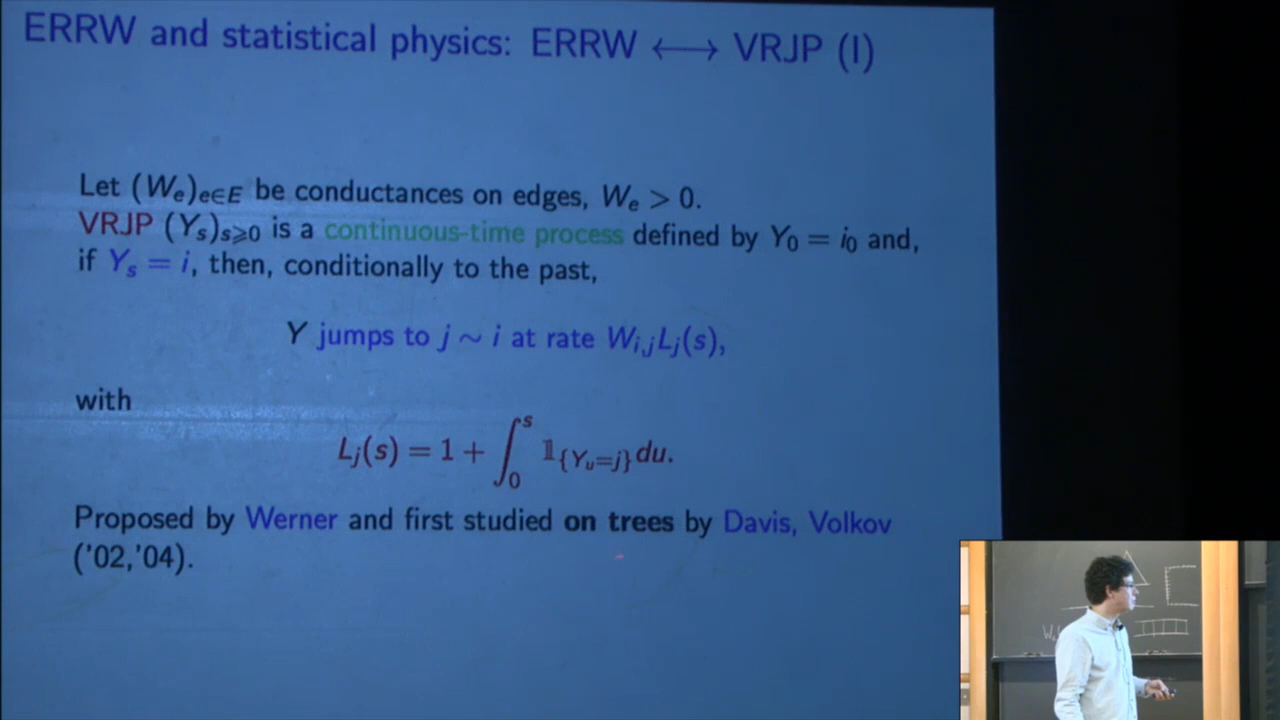 ERRW and statistical physics: ERRW ⟷ VRJP (I)
Let (W_e)_{e∈E} be conductances on edges, W_e > 0.
VRJP (Y_s)_{s⩾0} is a continuous-time process defined by Y_0 = i_0 and,
if Y_s = i, then, conditionally to the past,
Y jumps to j ∼ i at rate W_{i,j}L_j(s),
with
L_j(s) = 1 + ∫_0^s 𝟙_{{Y_u=j}} du.
Proposed by Werner and first studied on trees by Davis, Volkov
('02,'04).